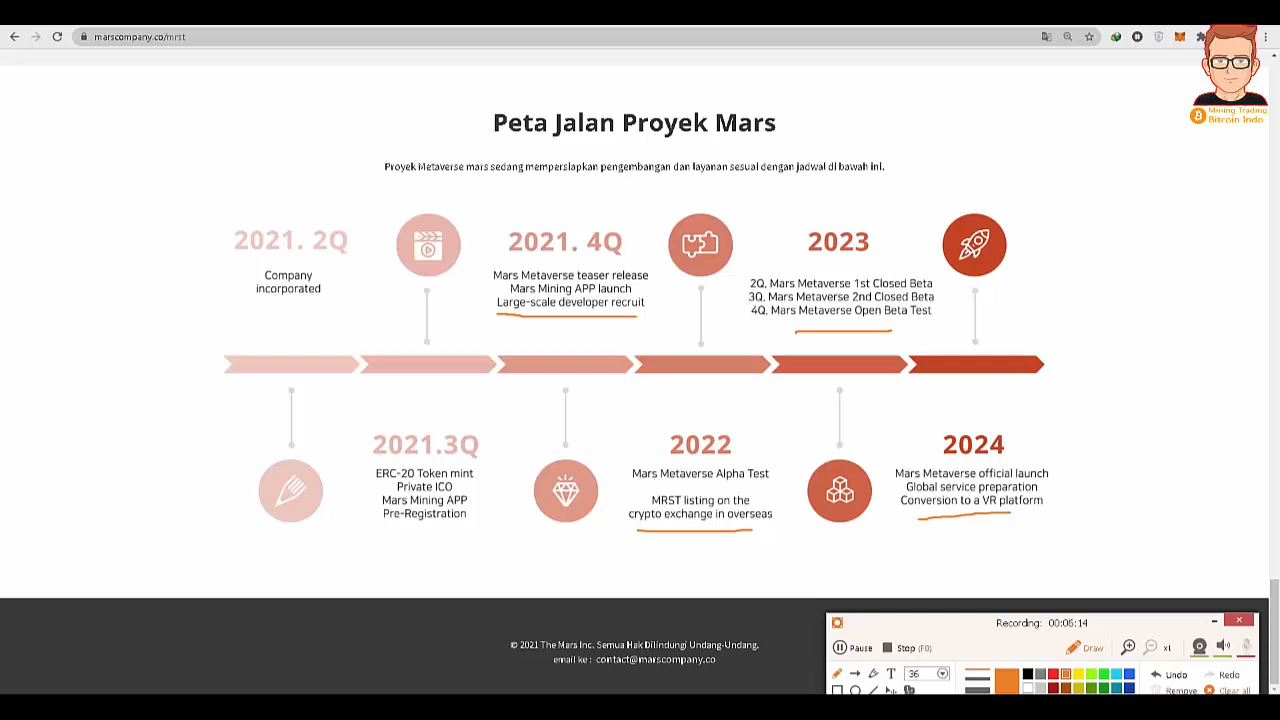 marscompany.co/mrst
Mining Trading
Bitcoin Indo
Peta Jalan Proyek Mars
Proyek Metaverse mars sedang mempersiapkan pengembangan dan layanan sesuai dengan jadwal di bawah ini.
2021. 2Q
Company
incorporated
2021. 4Q
Mars Metaverse teaser release
Mars Mining APP launch
Large-scale developer recruit
2023
2Q. Mars Metaverse 1st Closed Beta
3Q. Mars Metaverse 2nd Closed Beta
4Q. Mars Metaverse Open Beta Test
2021.3Q
ERC-20 Token mint
Private ICO
Mars Mining APP
Pre-Registration
2022
Mars Metaverse Alpha Test
MRST listing on the
crypto exchange in overseas
2024
Mars Metaverse official launch
Global service preparation
Conversion to a VR platform
© 2021 The Mars Inc. Semua Hak Dilindungi Undang-Undang.
email ke : contact@marscompany.co
Recording: 00:06:14
Pause
Stop (F8)
Draw
x1
T
36
Undo
Redo
Remove
Clear all